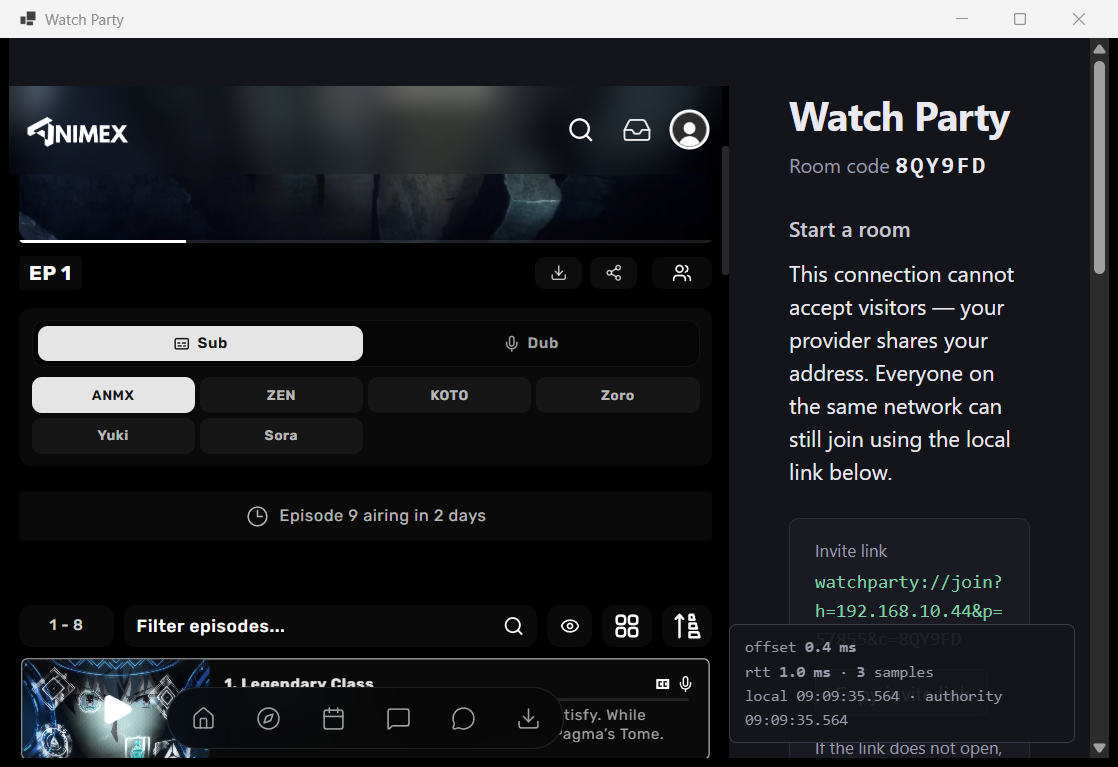 Watch Party
ANIMEX
EP 1
Sub
Dub
ANMX
ZEN
KOTO
Zoro
Yuki
Sora
Episode 9 airing in 2 days
1 - 8
Filter episodes...
1. Legendary Class
CC
tisfy. While
Pagma's Tome.
Watch Party
Room code 8QY9FD
Start a room
This connection cannot
accept visitors — your
provider shares your
address. Everyone on
the same network can
still join using the local
link below.
Invite link
watchparty://join?
h=192.168.10.44&p=
57855&c=8QY9FD
offset 0.4 ms
rtt 1.0 ms · 3 samples
local 09:09:35.564 · authority
09:09:35.564
If the link does not open,